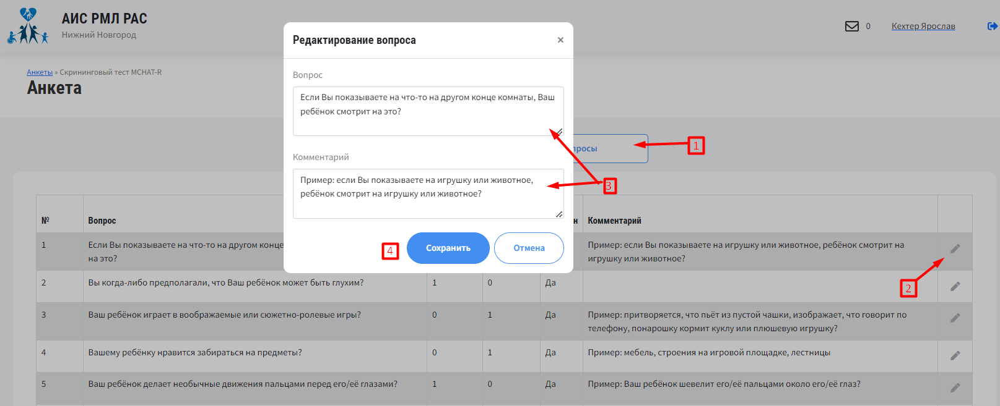 АИС РМЛ РАС
Нижний Новгород
0
Кехтер Ярослав
Анкеты » Скрининговый тест MCHAT-R
Анкета
Редактирование вопроса
×
Вопрос
Если Вы показываете на что-то на другом конце комнаты, Ваш
ребёнок смотрит на это?
просы
1
Комментарий
Пример: если Вы показываете на игрушку или животное,
ребёнок смотрит на игрушку или животное?
3
4
Сохранить
Отмена
№
Вопрос
н
Комментарий
1
Если Вы показываете на что-то на другом конце
на это?
Пример: если Вы показываете на игрушку или животное, ребёнок смотрит на
игрушку или животное?
2
2
Вы когда-либо предполагали, что Ваш ребёнок может быть глухим?
1
0
Да
3
Ваш ребёнок играет в воображаемые или сюжетно-ролевые игры?
0
1
Да
Пример: притворяется, что пьёт из пустой чашки, изображает, что говорит по
телефону, понарошку кормит куклу или плюшевую игрушку?
4
Вашему ребёнку нравится забираться на предметы?
0
1
Да
Пример: мебель, строения на игровой площадке, лестницы
5
Ваш ребёнок делает необычные движения пальцами перед его/её глазами?
1
0
Да
Пример: Ваш ребёнок шевелит его/её пальцами около его/её глаз?